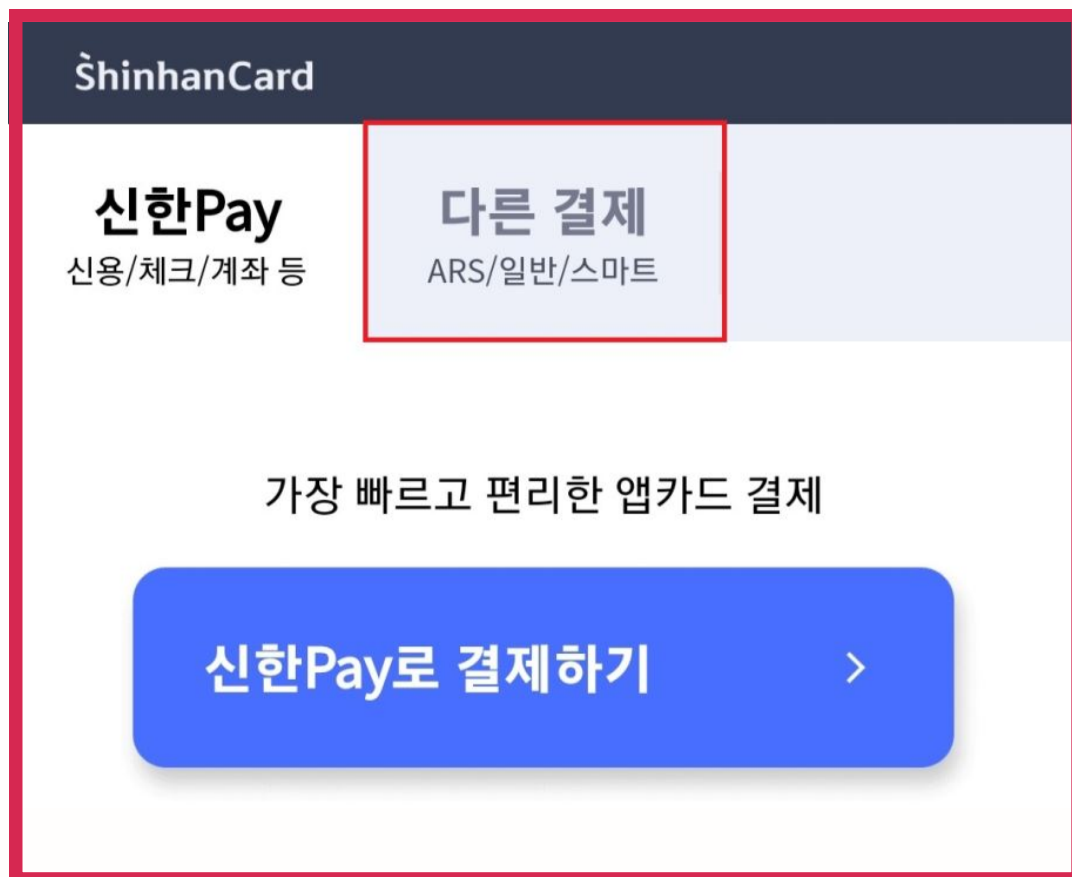 ShinhanCard
신한Pay
신용/체크/계좌 등
다른 결제
ARS/일반/스마트
가장 빠르고 편리한 앱카드 결제
신한Pay로 결제하기